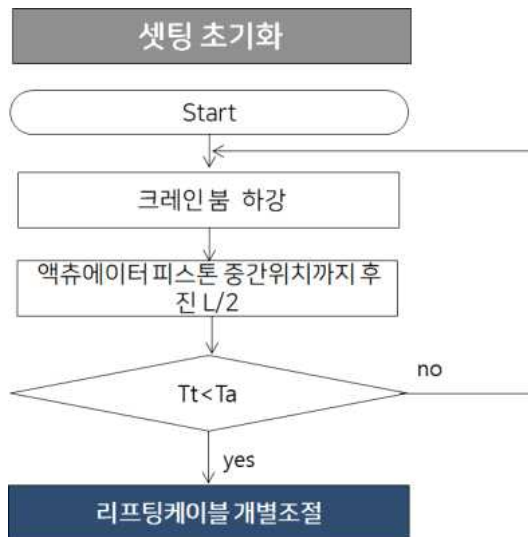 셋팅 초기화
Start
크레인 붐 하강
액츄에이터 피스톤 중간위치까지 후
진 L/2
Tt<Ta
no
yes
리프팅케이블 개별조절